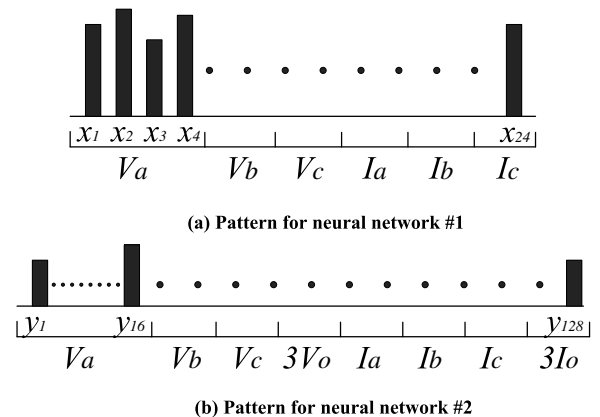 x1 x2 x3 x4 x24
Va Vb Vc Ia Ib Ic
(a) Pattern for neural network #1
y1 y16 y128
Va Vb Vc 3Vo Ia Ib Ic 3Io
(b) Pattern for neural network #2